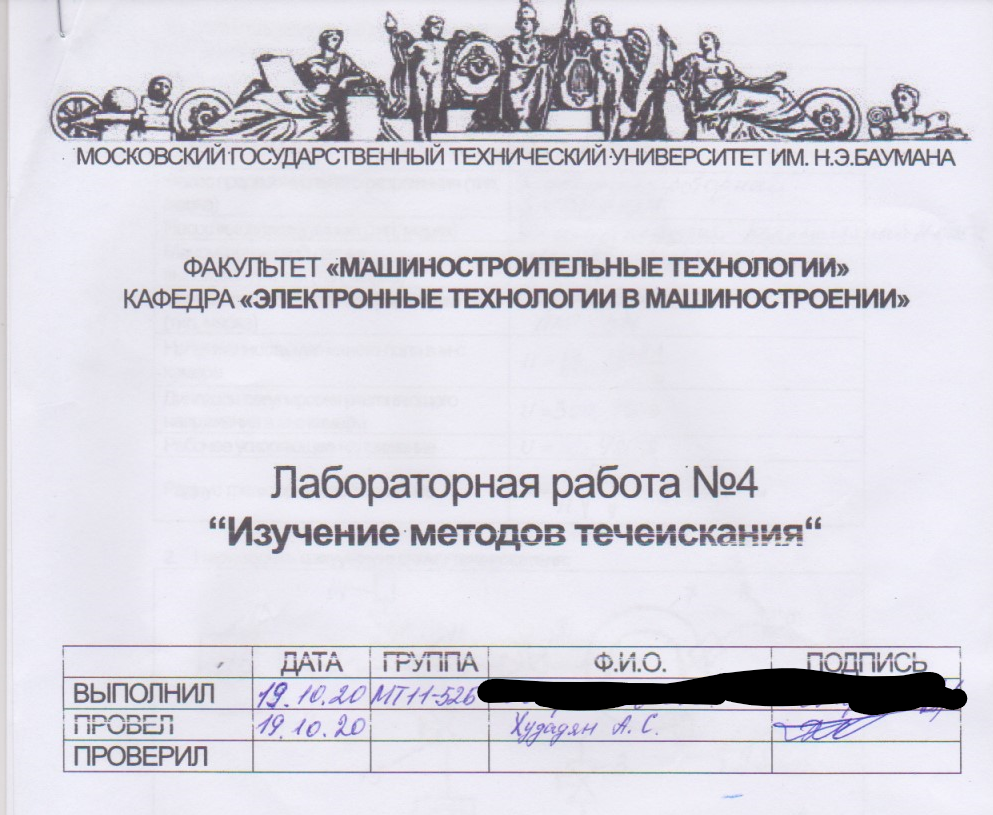 МОСКОВСКИЙ ГОСУДАРСТВЕННЫЙ ТЕХНИЧЕСКИЙ УНИВЕРСИТЕТ ИМ. Н.Э.БАУМАНА
ФАКУЛЬТЕТ «МАШИНОСТРОИТЕЛЬНЫЕ ТЕХНОЛОГИИ»
КАФЕДРА «ЭЛЕКТРОННЫЕ ТЕХНОЛОГИИ В МАШИНОСТРОЕНИИ»
Лабораторная работа №4
“Изучение методов течеискания“
ДАТА ГРУППА Ф.И.О. ПОДПИСЬ
ВЫПОЛНИЛ 19.10.20 МТ11-52Б
ПРОВЕЛ 19.10.20 Худадян А. С.
ПРОВЕРИЛ